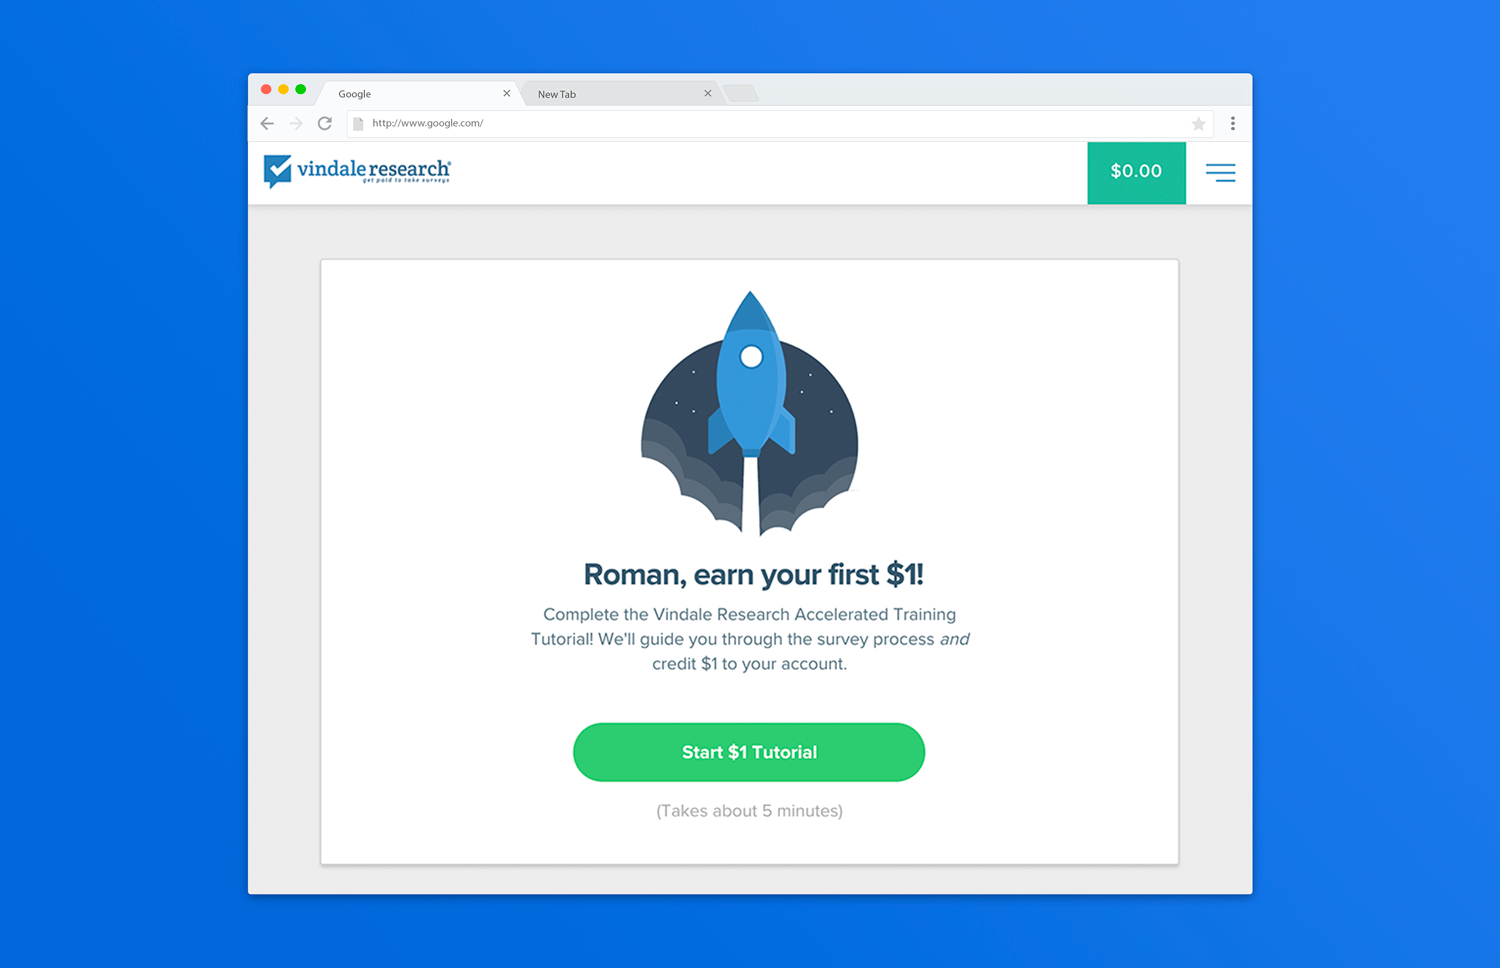 Google
New Tab
http://www.google.com/
vindale research®
get paid to take surveys
$0.00
Roman, earn your first $1!
Complete the Vindale Research Accelerated Training
Tutorial! We'll guide you through the survey process and
credit $1 to your account.
Start $1 Tutorial
(Takes about 5 minutes)